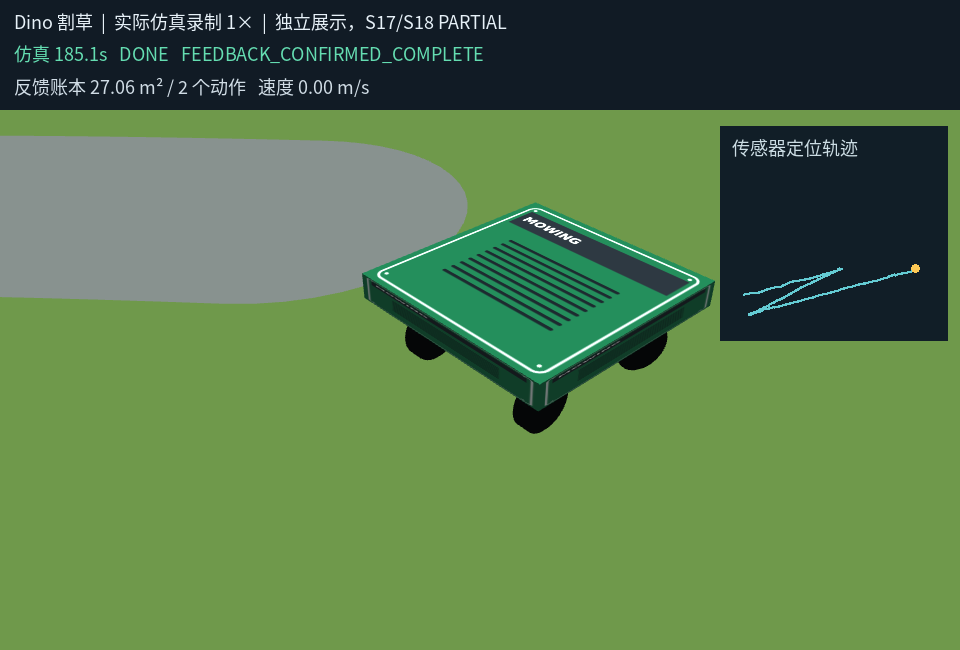 Dino 割草 | 实际仿真录制 1× | 独立展示，S17/S18 PARTIAL
仿真 185.1s DONE FEEDBACK_CONFIRMED_COMPLETE
反馈账本 27.06 m² / 2 个动作 速度 0.00 m/s
传感器定位轨迹
MOWING